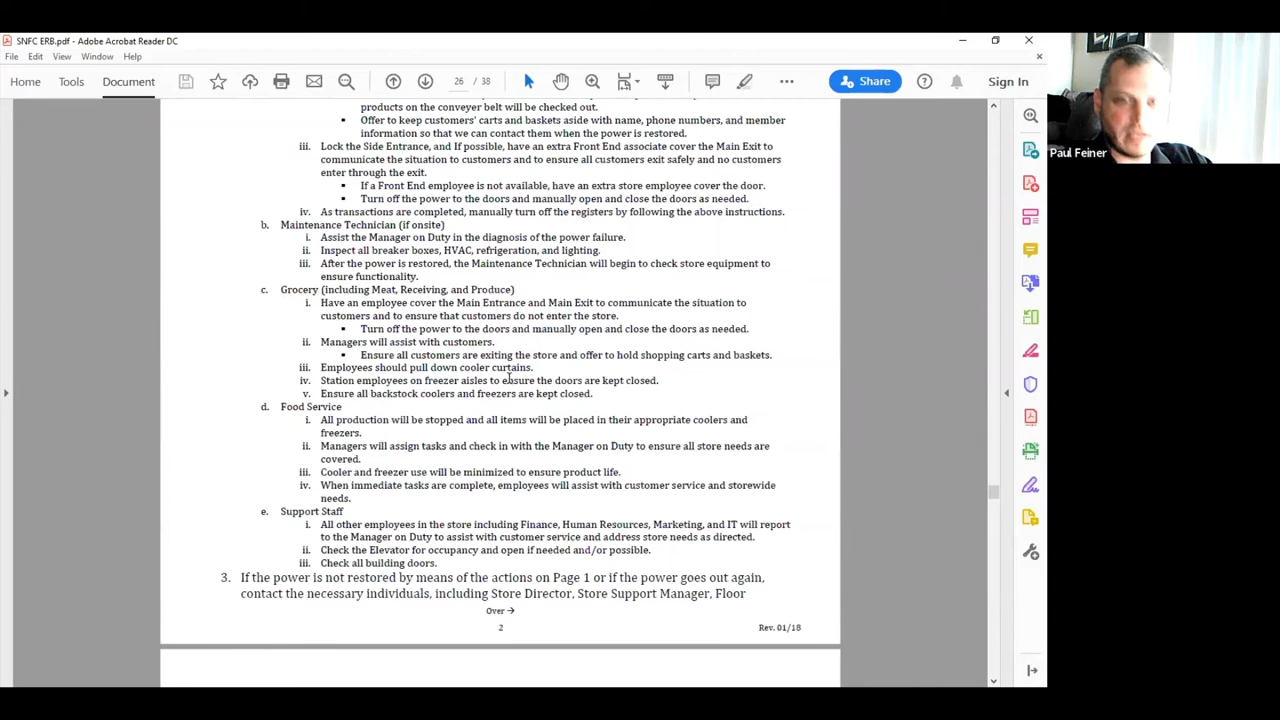 SNFC ERB.pdf - Adobe Acrobat Reader DC
File Edit View Window Help
Home Tools Document 26 / 38 Share Sign In
products on the conveyer belt will be checked out.
▪ Offer to keep customers' carts and baskets aside with name, phone numbers, and member
information so that we can contact them when the power is restored.
iii. Lock the Side Entrance, and If possible, have an extra Front End associate cover the Main Exit to
communicate the situation to customers and to ensure all customers exit safely and no customers
enter through the exit.
▪ If a Front End employee is not available, have an extra store employee cover the door.
▪ Turn off the power to the doors and manually open and close the doors as needed.
iv. As transactions are completed, manually turn off the registers by following the above instructions.
b. Maintenance Technician (if onsite)
i. Assist the Manager on Duty in the diagnosis of the power failure.
ii. Inspect all breaker boxes, HVAC, refrigeration, and lighting.
iii. After the power is restored, the Maintenance Technician will begin to check store equipment to
ensure functionality.
c. Grocery (including Meat, Receiving, and Produce)
i. Have an employee cover the Main Entrance and Main Exit to communicate the situation to
customers and to ensure that customers do not enter the store.
▪ Turn off the power to the doors and manually open and close the doors as needed.
ii. Managers will assist with customers.
▪ Ensure all customers are exiting the store and offer to hold shopping carts and baskets.
iii. Employees should pull down cooler curtains.
iv. Station employees on freezer aisles to ensure the doors are kept closed.
v. Ensure all backstock coolers and freezers are kept closed.
d. Food Service
i. All production will be stopped and all items will be placed in their appropriate coolers and
freezers.
ii. Managers will assign tasks and check in with the Manager on Duty to ensure all store needs are
covered.
iii. Cooler and freezer use will be minimized to ensure product life.
iv. When immediate tasks are complete, employees will assist with customer service and storewide
needs.
e. Support Staff
i. All other employees in the store including Finance, Human Resources, Marketing, and IT will report
to the Manager on Duty to assist with customer service and address store needs as directed.
ii. Check the Elevator for occupancy and open if needed and/or possible.
iii. Check all building doors.
3. If the power is not restored by means of the actions on Page 1 or if the power goes out again,
contact the necessary individuals, including Store Director, Store Support Manager, Floor
Over →
2 Rev. 01/18
Paul Feiner